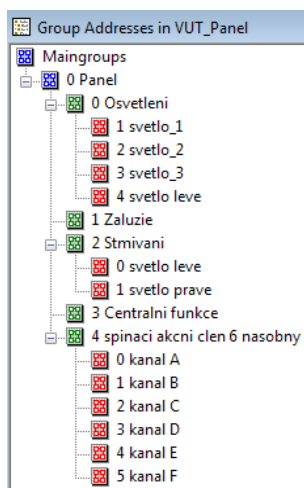 Group Addresses in VUT_Panel
Maingroups
0 Panel
0 Osvetleni
1 svetlo_1
2 svetlo_2
3 svetlo_3
4 svetlo leve
1 Zaluzie
2 Stmivani
0 svetlo leve
1 svetlo prave
3 Centralni funkce
4 spinaci akcni clen 6 nasobny
0 kanal A
1 kanal B
2 kanal C
3 kanal D
4 kanal E
5 kanal F